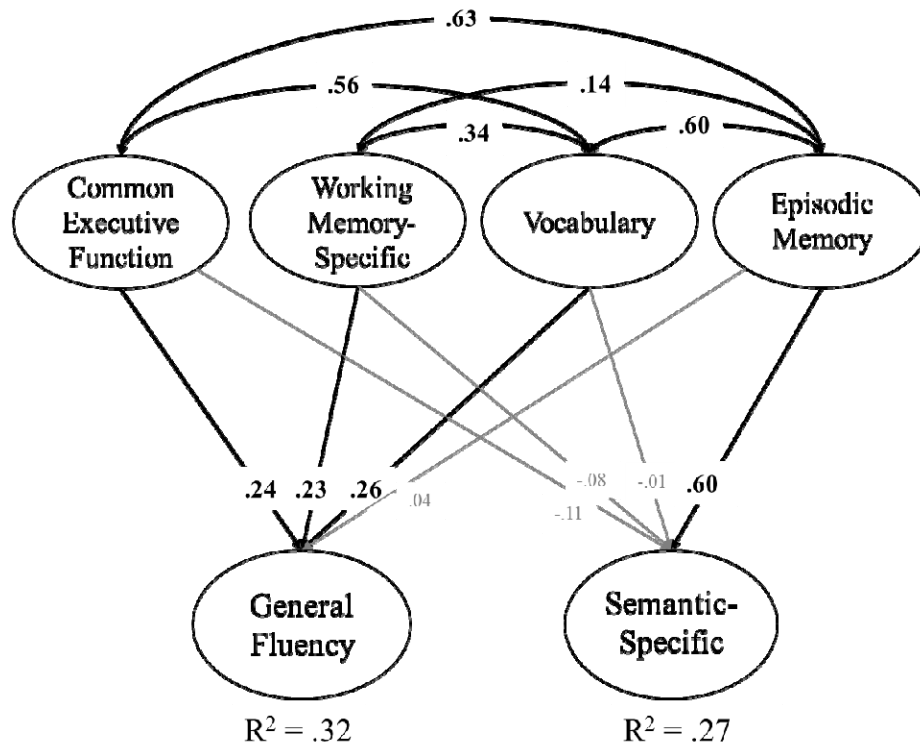 .63
.56
.14
.34
.60
Common
Executive
Function
Working
Memory-
Specific
Vocabulary
Episodic
Memory
.24
.23
.26
.04
-.08
-.11
-.01
.60
General
Fluency
Semantic-
Specific
R² = .32
R² = .27